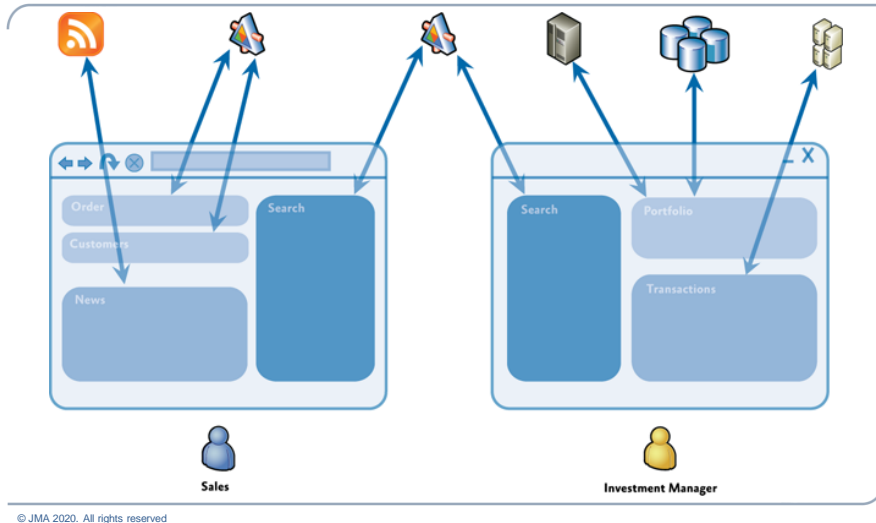 Order
Customers
News
Search
Search
Portfolio
Transactions
Sales
Investment Manager
© JMA 2020. All rights reserved